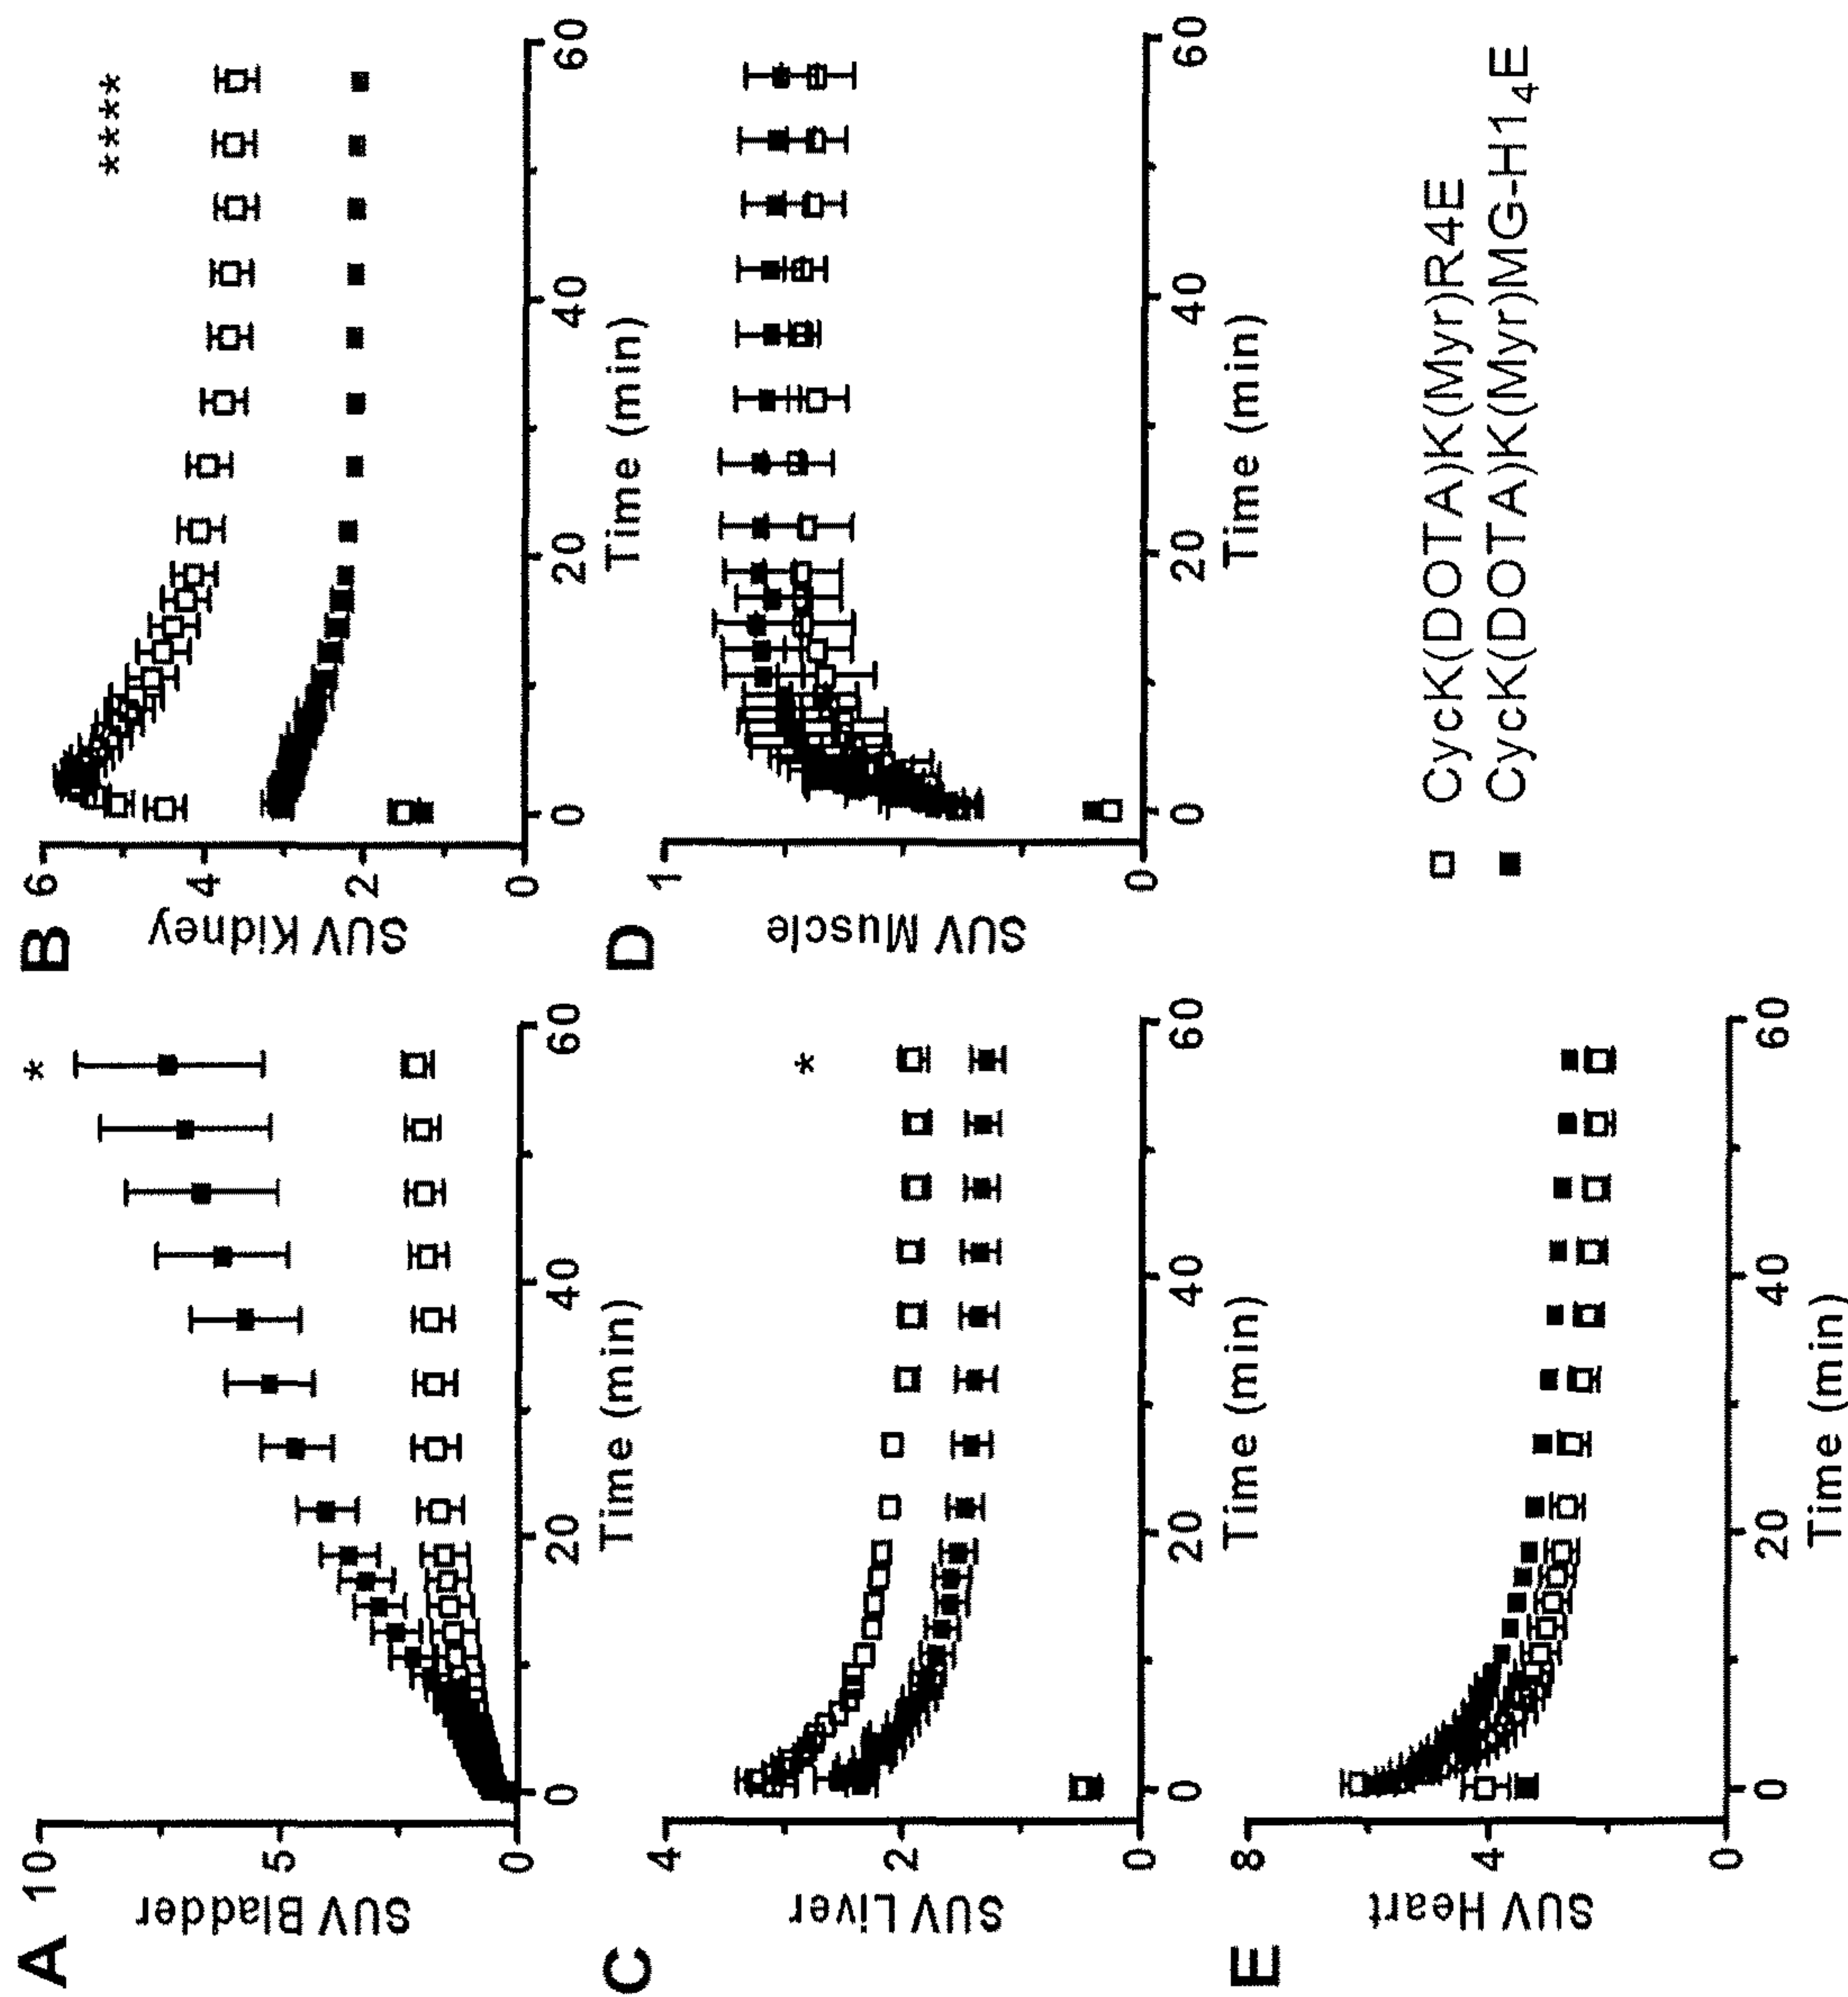 A
SUV Bladder
10
5
0
*
0
20
40
60
Time (min)
B
SUV Kidney
6
4
2
0
****
0
20
40
60
Time (min)
C
SUV Liver
4
2
0
*
0
20
40
60
Time (min)
D
SUV Muscle
1
0
0
20
40
60
Time (min)
E
SUV Heart
8
4
0
0
20
40
60
Time (min)
CycK(DOTA)K(Myr)R4E
CycK(DOTA)K(Myr)MG-H1₄E